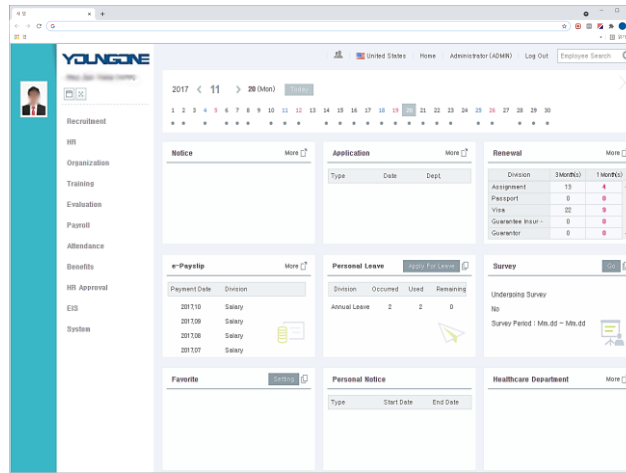 YOUNGONE
United States Home Administrator (ADMIN) Log Out Employee Search
Recruitment
HR
Organization
Training
Evaluation
Payroll
Attendance
Benefits
HR Approval
EIS
System
2017 < 11 > 20 (Mon) Today
1 2 3 4 5 6 7 8 9 10 11 12 13 14 15 16 17 18 19 20 21 22 23 24 25 26 27 28 29 30
Notice More
Application More
Type Date Dept.
Renewal More
Division 3 Month(s) 1 Month(s)
Assignment 13 4
Passport 0 0
Visa 22 9
Guarantee Insur··· 0 0
Guarantor 0 0
e-Payslip More
Payment Date Division
2017,10 Salary
2017,09 Salary
2017,08 Salary
2017,07 Salary
Personal Leave Apply For Leave
Division Occurred Used Remaining
Annual Leave 2 2 0
Survey Go
Undergoing Survey
No
Survey Period : Mm.dd ~ Mm.dd
Favorite Setting
Personal Notice
Type Start Date End Date
Healthcare Department More